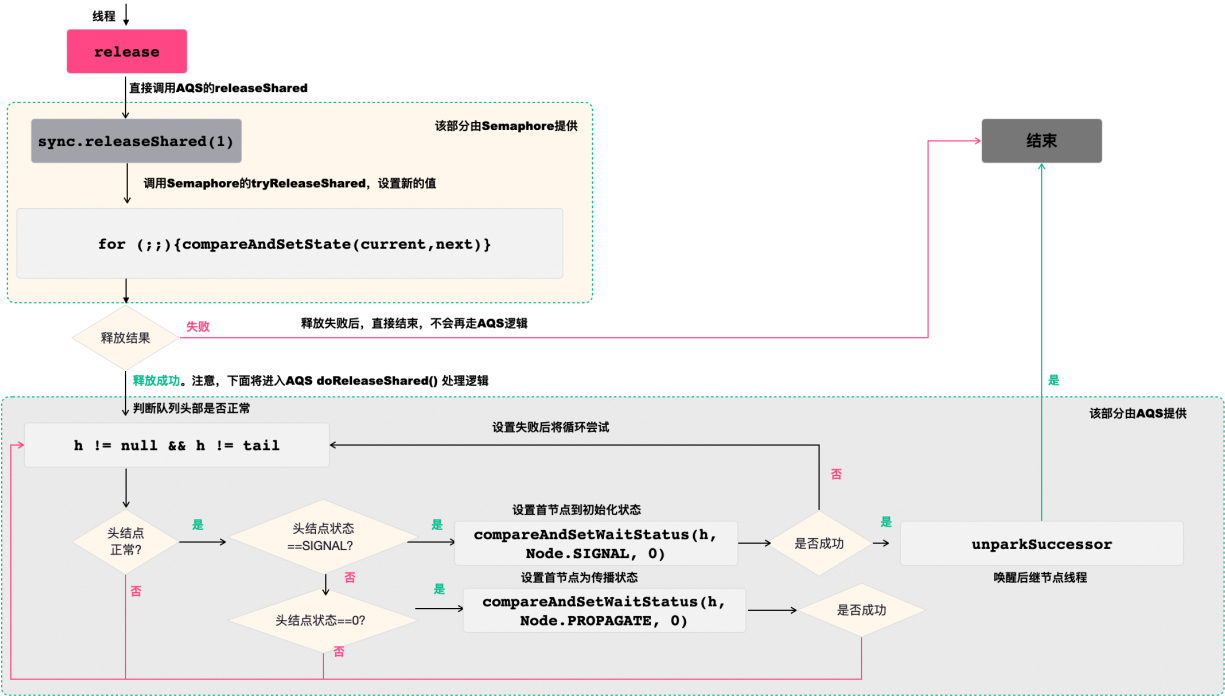 线程
release
直接调用AQS的releaseShared
该部分由Semaphore提供
sync.releaseShared(1)
结束
调用Semaphore的tryReleaseShared，设置新的值
for (;;){compareAndSetState(current,next)}
失败
释放失败后，直接结束，不会再走AQS逻辑
释放结果
释放成功。注意，下面将进入AQS doReleaseShared() 处理逻辑
是
判断队列头部是否正常
该部分由AQS提供
设置失败后将循环尝试
h != null && h != tail
否
设置首节点到初始化状态
头结点
正常?
是
头结点状态
==SIGNAL?
是
compareAndSetWaitStatus(h,
Node.SIGNAL, 0)
是否成功
是
unparkSuccessor
唤醒后继节点线程
否
否
设置首节点为传播状态
是
头结点状态==0?
compareAndSetWaitStatus(h,
Node.PROPAGATE, 0)
是否成功
否